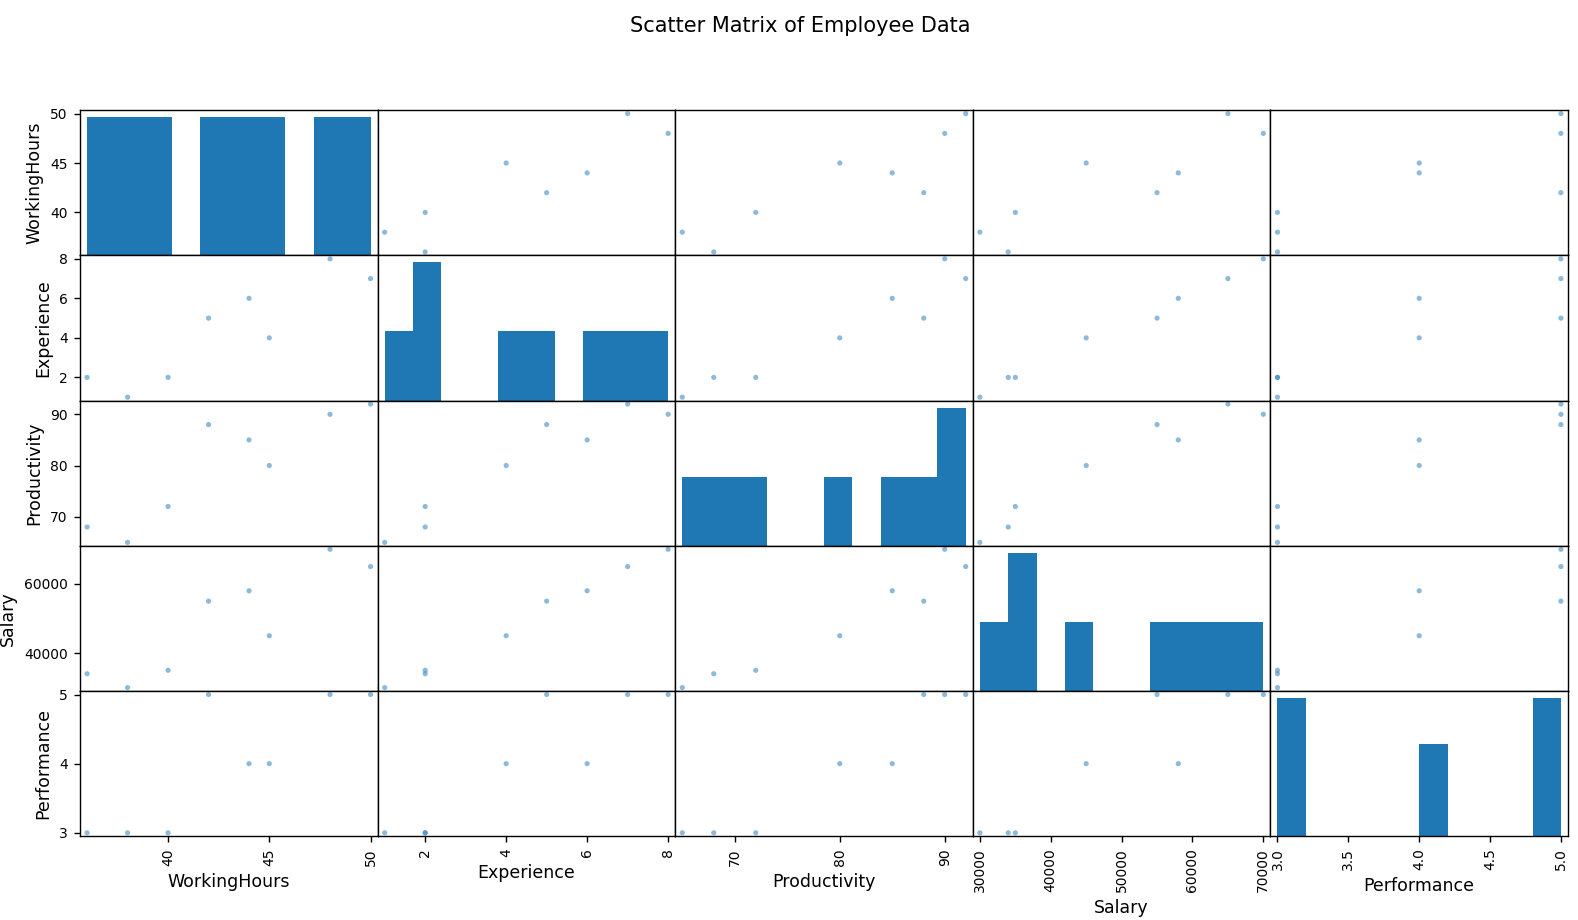 Scatter Matrix of Employee Data
WorkingHours
50
45
40
Experience
8
6
4
2
Productivity
90
80
70
Salary
60000
40000
Performance
5
4
3
40 45 50
WorkingHours
2 4 6 8
Experience
70 80 90
Productivity
30000 40000 50000 60000 70000
Salary
3.0 3.5 4.0 4.5 5.0
Performance